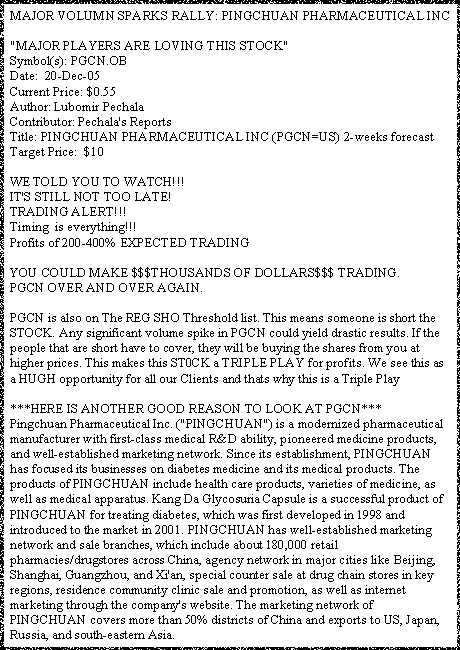 MAJOR VOLUMN SPARKS RALLY: PINGCHUAN PHARMACEUTICAL INC
"MAJOR PLAYERS ARE LOVING THIS STOCK"
Symbol(s): PGCN.OB
Date:  20-Dec-05
Current Price: $0.55
Author: Lubomir Pechala
Contributor: Pechala's Reports
Title: PINGCHUAN PHARMACEUTICAL INC (PGCN=US) 2-weeks forecast
Target Price:  $10
WE TOLD YOU TO WATCH!!!
IT'S STILL NOT TOO LATE!
TRADING ALERT!!!
Timing  is everything!!!
Profits of 200-400% EXPECTED TRADING
YOU COULD MAKE $$$THOUSANDS OF DOLLARS$$$ TRADING.
PGCN OVER AND OVER AGAIN.
PGCN is also on The REG SHO Threshold list. This means someone is short the
STOCK. Any significant volume spike in PGCN could yield drastic results. If the
people that are short have to cover, they will be buying the shares from you at
higher prices. This makes this ST0CK a TRIPLE PLAY for profits. We see this as
a HUGH opportunity for all our Clients and thats why this is a Triple Play
***HERE IS ANOTHER GOOD REASON TO LOOK AT PGCN***
Pingchuan Pharmaceutical Inc. ("PINGCHUAN") is a modernized pharmaceutical
manufacturer with first-class medical R&D ability, pioneered medicine products,
and well-established marketing network. Since its establishment, PINGCHUAN
has focused its businesses on diabetes medicine and its medical products. The
products of PINGCHUAN include health care products, varieties of medicine, as
well as medical apparatus. Kang Da Glycosuria Capsule is a successful product of
PINGCHUAN for treating diabetes, which was first developed in 1998 and
introduced to the market in 2001. PINGCHUAN has well-established marketing
network and sale branches, which include about 180,000 retail
pharmacies/drugstores across China, agency network in major cities like Beijing,
Shanghai, Guangzhou, and Xi'an, special counter sale at drug chain stores in key
regions, residence community clinic sale and promotion, as well as internet
marketing through the company's website. The marketing network of
PINGCHUAN covers more than 50% districts of China and exports to US, Japan,
Russia, and south-eastern Asia.